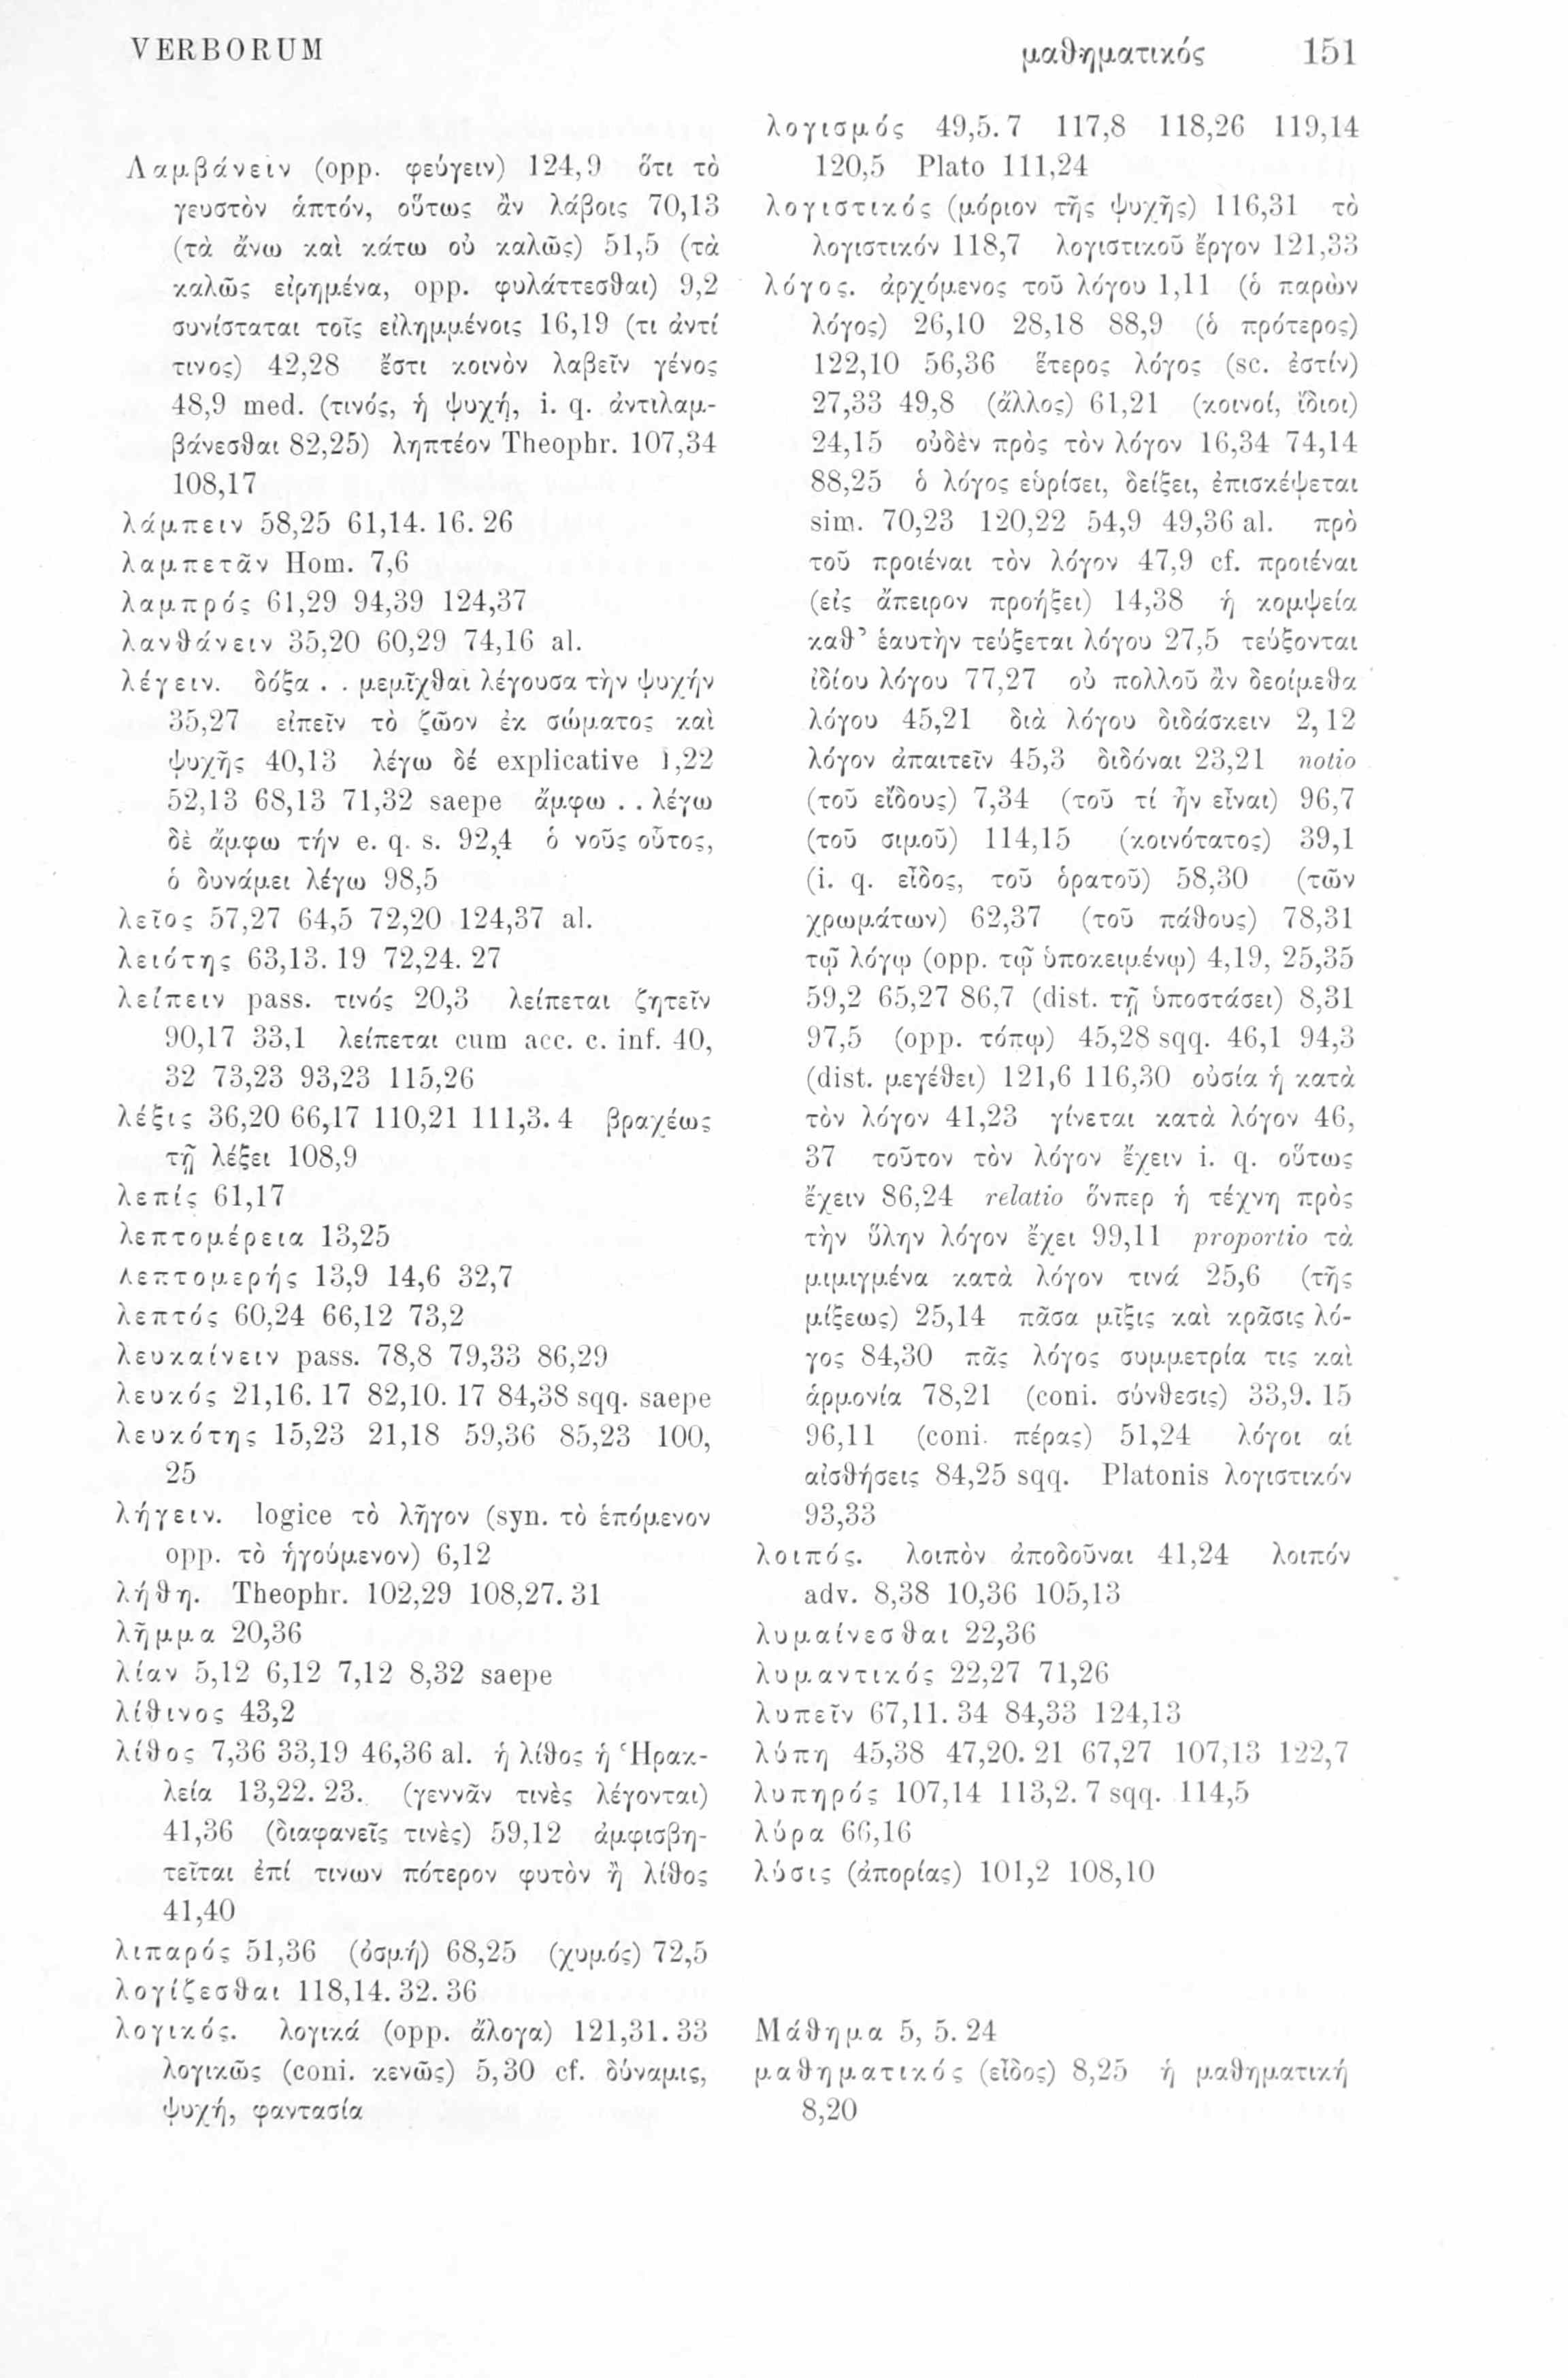 VERBORUM
μαθηματικός 151
Λαμβάνειν (opp. φεύγειν) 124,9 ὅτι τὸ
γευστὸν ἁπτόν, οὕτως ἂν λάβοις 70,13
(τὰ ἄνω καὶ κάτω οὐ καλῶς) 51,5 (τὰ
καλῶς εἰρημένα, opp. φυλάττεσθαι) 9,2
συνίσταται τοῖς εἰλημμένοις 16,19 (τι ἀντί
τινος) 42,28 ἔστι κοινὸν λαβεῖν γένος
48,9 med. (τινός, ἡ ψυχή, i. q. ἀντιλαμ-
βάνεσθαι 82,25) ληπτέον Theophr. 107,34
108,17
λάμπειν 58,25 61,14. 16. 26
λαμπετᾶν Hom. 7,6
λαμπρός 61,29 94,39 124,37
λανθάνειν 35,20 60,29 74,16 al.
λέγειν. δόξα . . μεμῖχθαι λέγουσα τὴν ψυχήν
35,27 εἰπεῖν τὸ ζῶον ἐκ σώματος καὶ
ψυχῆς 40,13 λέγω δέ explicative 1,22
52,13 68,13 71,32 saepe ἄμφω . . λέγω
δὲ ἄμφω τήν e. q. s. 92,4 ὁ νοῦς οὗτος,
ὁ δυνάμει λέγω 98,5
λεῖος 57,27 64,5 72,20 124,37 al.
λειότης 63,13. 19 72,24. 27
λείπειν pass. τινός 20,3 λείπεται ζητεῖν
90,17 33,1 λείπεται cum acc. c. inf. 40,
32 73,23 93,23 115,26
λέξις 36,20 66,17 110,21 111,3. 4 βραχέως
τῇ λέξει 108,9
λεπίς 61,17
λεπτομέρεια 13,25
λεπτομερής 13,9 14,6 32,7
λεπτός 60,24 66,12 73,2
λευκαίνειν pass. 78,8 79,33 86,29
λευκός 21,16. 17 82,10. 17 84,38 sqq. saepe
λευκότης 15,23 21,18 59,36 85,23 100,
25
λήγειν. logice τὸ λῆγον (syn. τὸ ἑπόμενον
opp. τὸ ἡγούμενον) 6,12
λήθη. Theophr. 102,29 108,27. 31
λῆμμα 20,36
λίαν 5,12 6,12 7,12 8,32 saepe
λίθινος 43,2
λίθος 7,36 33,19 46,36 al. ἡ λίθος ἡ Ἡρακ-
λεία 13,22. 23. (γεννᾶν τινὲς λέγονται)
41,36 (διαφανεῖς τινὲς) 59,12 ἀμφισβη-
τεῖται ἐπί τινων πότερον φυτὸν ἢ λίθος
41,40
λιπαρός 51,36 (ὀσμή) 68,25 (χυμός) 72,5
λογίζεσθαι 118,14. 32. 36
λογικός. λογικά (opp. ἄλογα) 121,31. 33
λογικῶς (coni. κενῶς) 5,30 cf. δύναμις,
ψυχή, φαντασία
λογισμός 49,5. 7 117,8 118,26 119,14
120,5 Plato 111,24
λογιστικός (μόριον τῆς ψυχῆς) 116,31 τὸ
λογιστικόν 118,7 λογιστικοῦ ἔργον 121,33
λόγος. ἀρχόμενος τοῦ λόγου 1,11 (ὁ παρὼν
λόγος) 26,10 28,18 88,9 (ὁ πρότερος)
122,10 56,36 ἕτερος λόγος (sc. ἐστίν)
27,33 49,8 (ἄλλος) 61,21 (κοινοί, ἴδιοι)
24,15 οὐδὲν πρὸς τὸν λόγον 16,34 74,14
88,25 ὁ λόγος εὑρίσει, δείξει, ἐπισκέψεται
sim. 70,23 120,22 54,9 49,36 al. πρὸ
τοῦ προιέναι τὸν λόγον 47,9 cf. προιέναι
(εἰς ἄπειρον προήξει) 14,38 ἡ κομψεία
καθ’ ἑαυτὴν τεύξεται λόγου 27,5 τεύξονται
ἰδίου λόγου 77,27 οὐ πολλοῦ ἂν δεοίμεθα
λόγου 45,21 διὰ λόγου διδάσκειν 2,12
λόγον ἀπαιτεῖν 45,3 διδόναι 23,21 notio
(τοῦ εἴδους) 7,34 (τοῦ τί ἦν εἶναι) 96,7
(τοῦ σιμοῦ) 114,15 (κοινότατος) 39,1
(i. q. εἶδος, τοῦ ὁρατοῦ) 58,30 (τῶν
χρωμάτων) 62,37 (τοῦ πάθους) 78,31
τῷ λόγῳ (opp. τῷ ὑποκειμένῳ) 4,19, 25,35
59,2 65,27 86,7 (dist. τῇ ὑποστάσει) 8,31
97,5 (opp. τόπῳ) 45,28 sqq. 46,1 94,3
(dist. μεγέθει) 121,6 116,30 οὐσία ἡ κατὰ
τὸν λόγον 41,23 γίνεται κατὰ λόγον 46,
37 τοῦτον τὸν λόγον ἔχειν i. q. οὕτως
ἔχειν 86,24 relatio ὅνπερ ἡ τέχνη πρὸς
τὴν ὕλην λόγον ἔχει 99,11 proportio τὰ
μιμιγμένα κατὰ λόγον τινά 25,6 (τῆς
μίξεως) 25,14 πᾶσα μῖξις καὶ κρᾶσις λό-
γος 84,30 πᾶς λόγος συμμετρία τις καὶ
ἁρμονία 78,21 (coni. σύνθεσις) 33,9. 15
96,11 (coni. πέρας) 51,24 λόγοι αἱ
αἰσθήσεις 84,25 sqq. Platonis λογιστικόν
93,33
λοιπός. λοιπὸν ἀποδοῦναι 41,24 λοιπόν
adv. 8,38 10,36 105,13
λυμαίνεσθαι 22,36
λυμαντικός 22,27 71,26
λυπεῖν 67,11. 34 84,33 124,13
λύπη 45,38 47,20. 21 67,27 107,13 122,7
λυπηρός 107,14 113,2. 7 sqq. 114,5
λύρα 66,16
λύσις (ἀπορίας) 101,2 108,10
Μάθημα 5, 5. 24
μαθηματικός (εἶδος) 8,25 ἡ μαθηματική
8,20